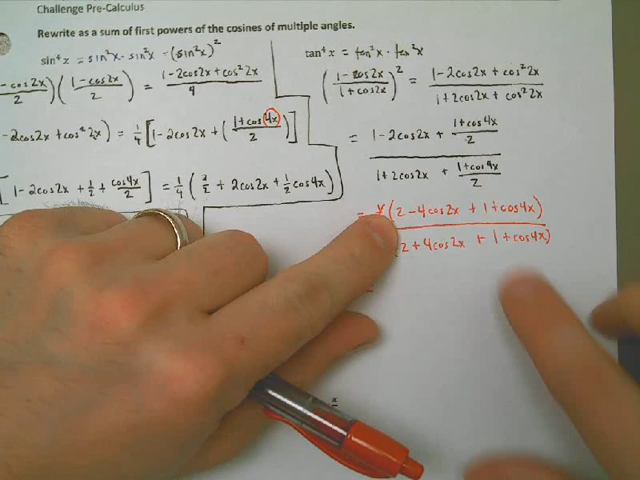 Challenge Pre-Calculus
Rewrite as a sum of first powers of the cosines of multiple angles.
sin⁴x = sin²x · sin²x = (sin²x)²
-cos2x)/2 ) ( (1-cos2x)/2 ) = (1-2cos2x+cos²2x)/4
-2cos2x+cos²2x) = 1/4 [1-2cos2x + ( (1+cos4x)/2 )]
[1-2cos2x + 1/2 + cos4x/2] = 1/4 ( 3/2 + 2cos2x + 1/2 cos4x)
tan⁴x = tan²x · tan²x
( (1-cos2x)/(1+cos2x) )² = (1-2cos2x+cos²2x)/(1+2cos2x+cos²2x)
= (1-2cos2x + (1+cos4x)/2)/(1+2cos2x + (1+cos4x)/2)
= (2-4cos2x + 1+cos4x)
(2+4cos2x + 1+cos4x)